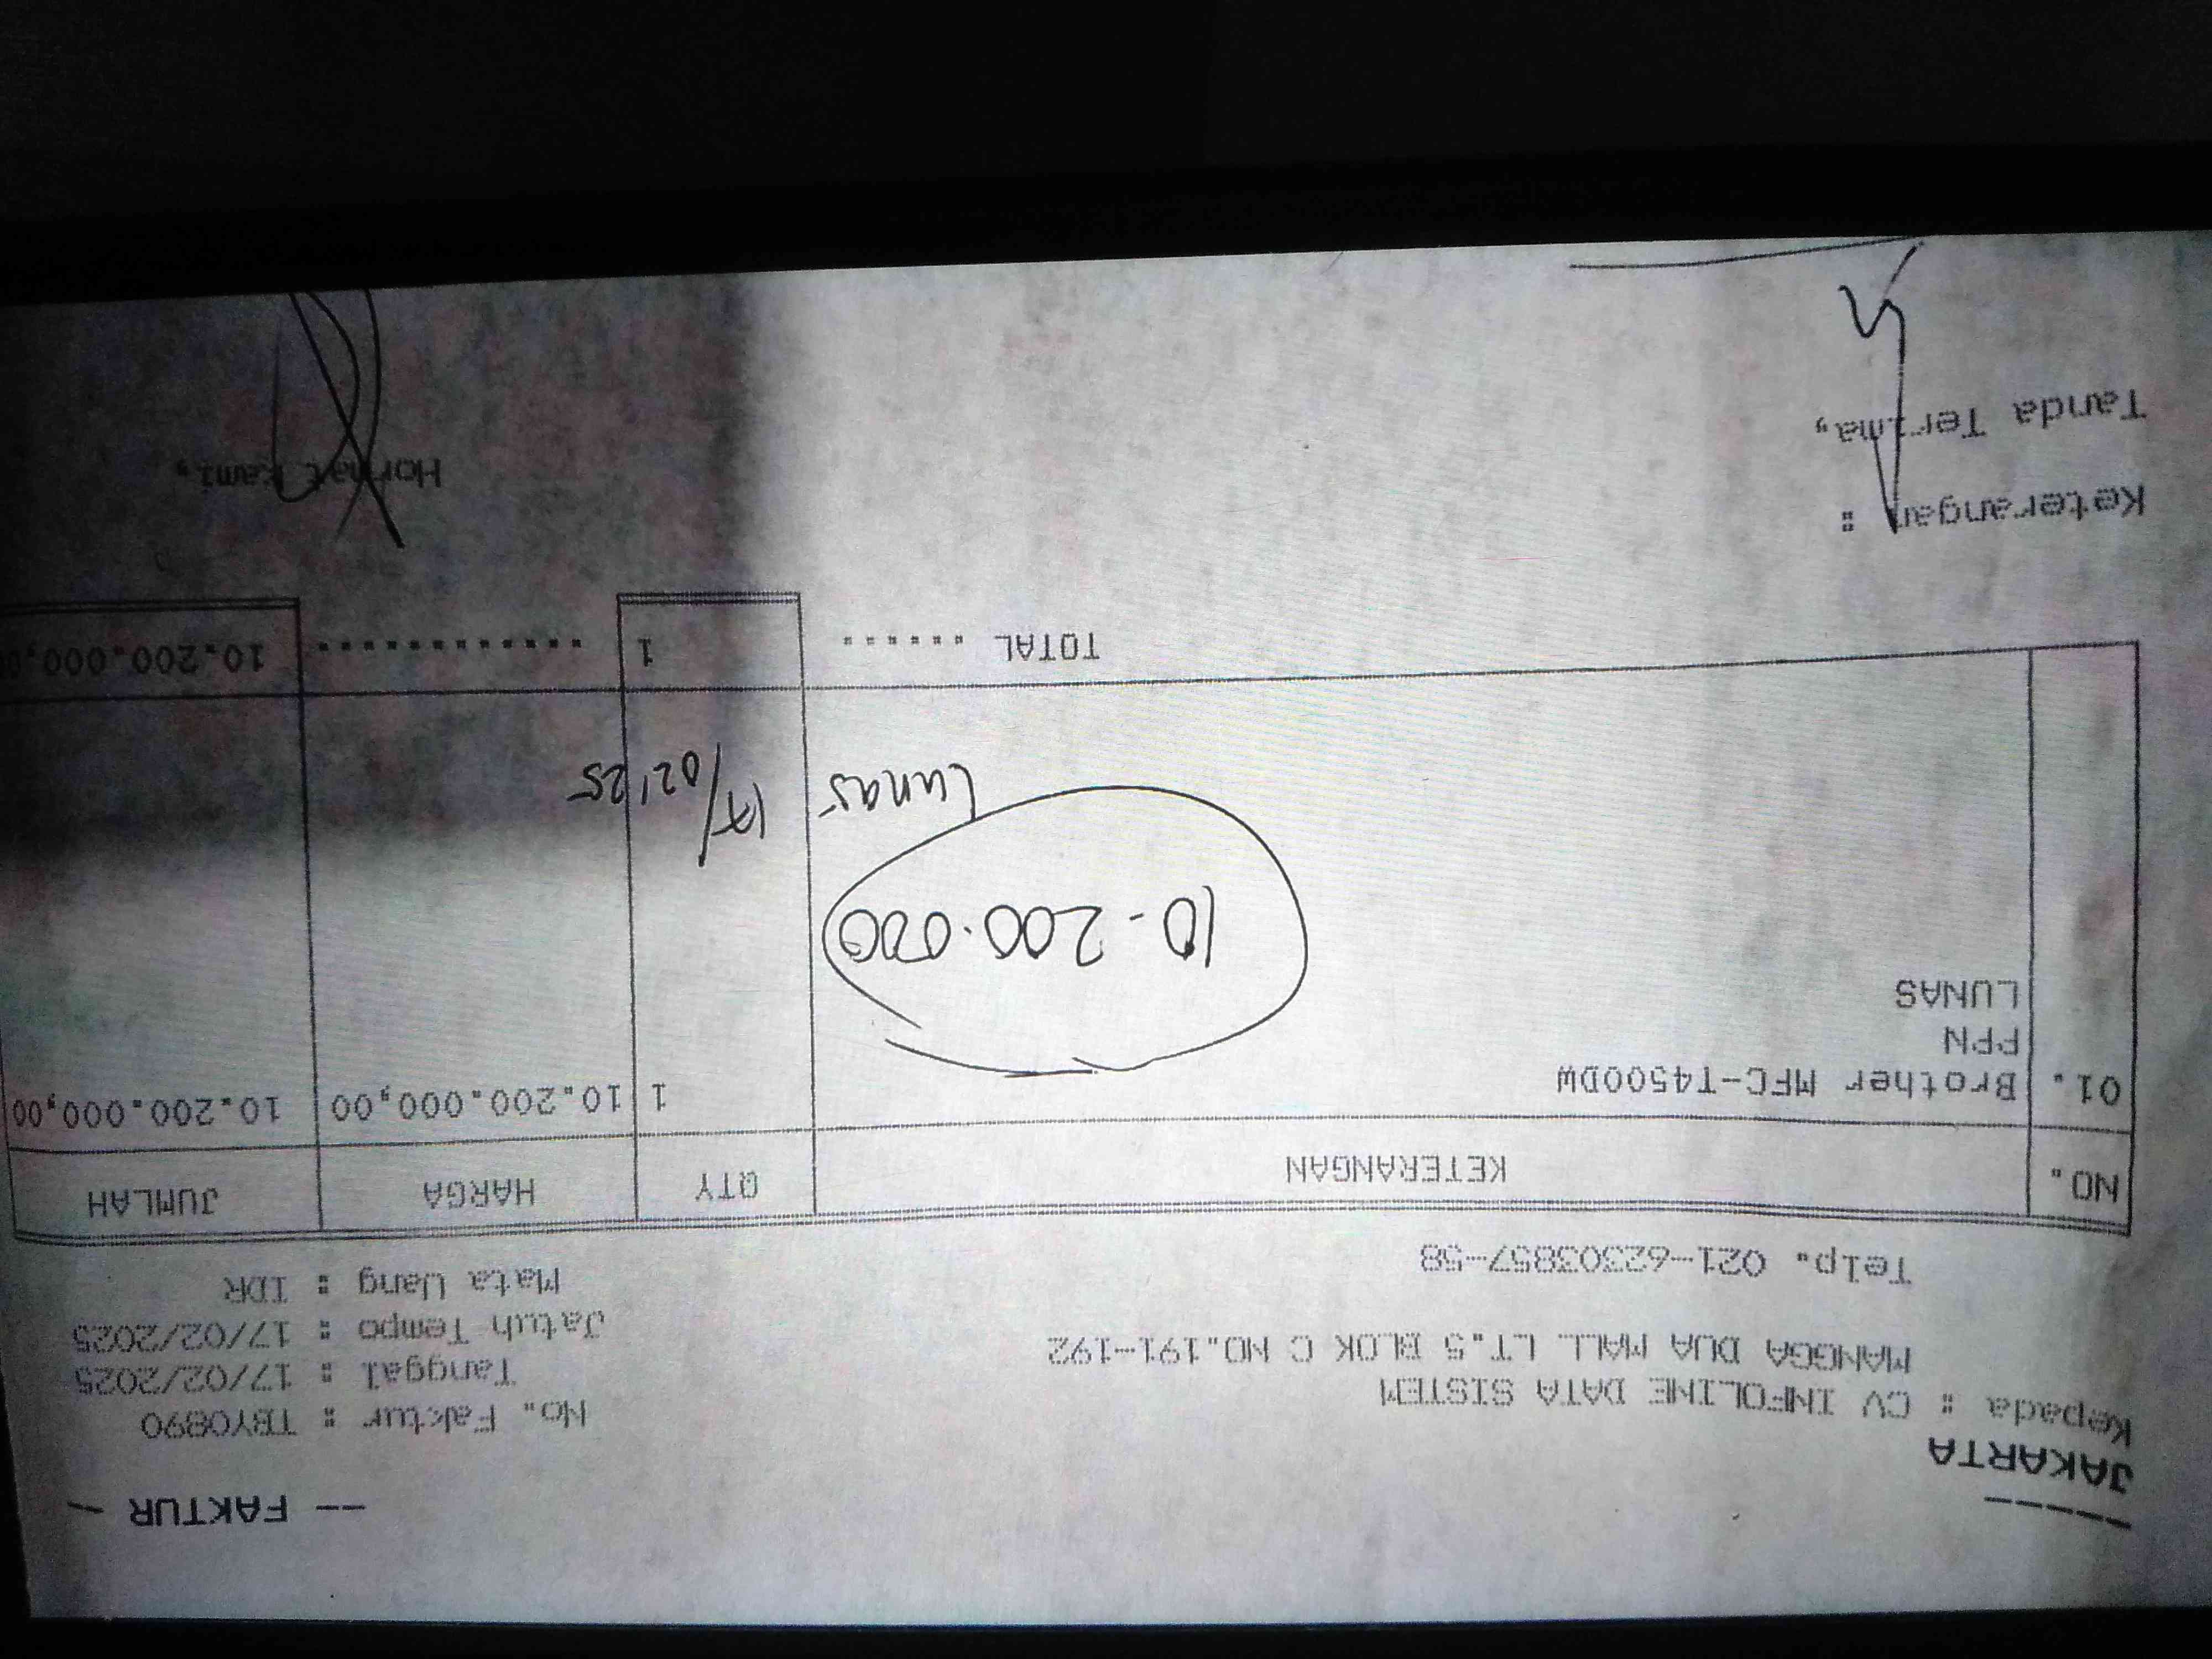 -- FAKTUR --
-----
JAKARTA
Kepada : CV INFOLINE DATA SISTEM
MANGGA DUA MALL LT.5 BLOK C NO.191-192
Telp. 021-62303857-58
No. Faktur : TBY0890
Tanggal : 17/02/2025
Jatuh Tempo : 17/02/2025
Mata Uang : IDR
NO. KETERANGAN QTY HARGA JUMLAH
01. Brother MFC-T4500DW 1 10.200.000,00 10.200.000,00
PPN
LUNAS
10.200.000
Lunas 17/02'25
TOTAL ...... 1 ............ 10.200.000,00
Keterangan :
Tanda Terima, Hormat Kami,